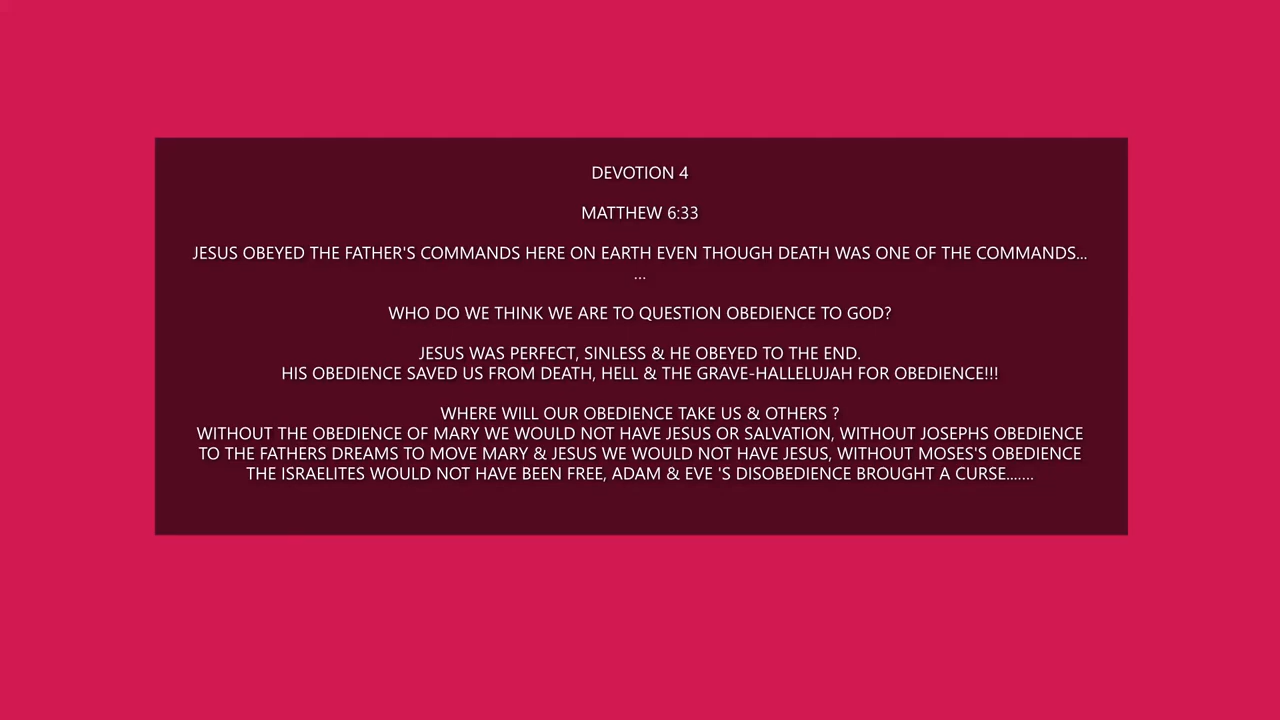 DEVOTION 4
MATTHEW 6:33
JESUS OBEYED THE FATHER'S COMMANDS HERE ON EARTH EVEN THOUGH DEATH WAS ONE OF THE COMMANDS...
...
WHO DO WE THINK WE ARE TO QUESTION OBEDIENCE TO GOD?
JESUS WAS PERFECT, SINLESS & HE OBEYED TO THE END.
HIS OBEDIENCE SAVED US FROM DEATH, HELL & THE GRAVE-HALLELUJAH FOR OBEDIENCE!!!
WHERE WILL OUR OBEDIENCE TAKE US & OTHERS ?
WITHOUT THE OBEDIENCE OF MARY WE WOULD NOT HAVE JESUS OR SALVATION, WITHOUT JOSEPHS OBEDIENCE
TO THE FATHERS DREAMS TO MOVE MARY & JESUS WE WOULD NOT HAVE JESUS, WITHOUT MOSES'S OBEDIENCE
THE ISRAELITES WOULD NOT HAVE BEEN FREE, ADAM & EVE 'S DISOBEDIENCE BROUGHT A CURSE.......